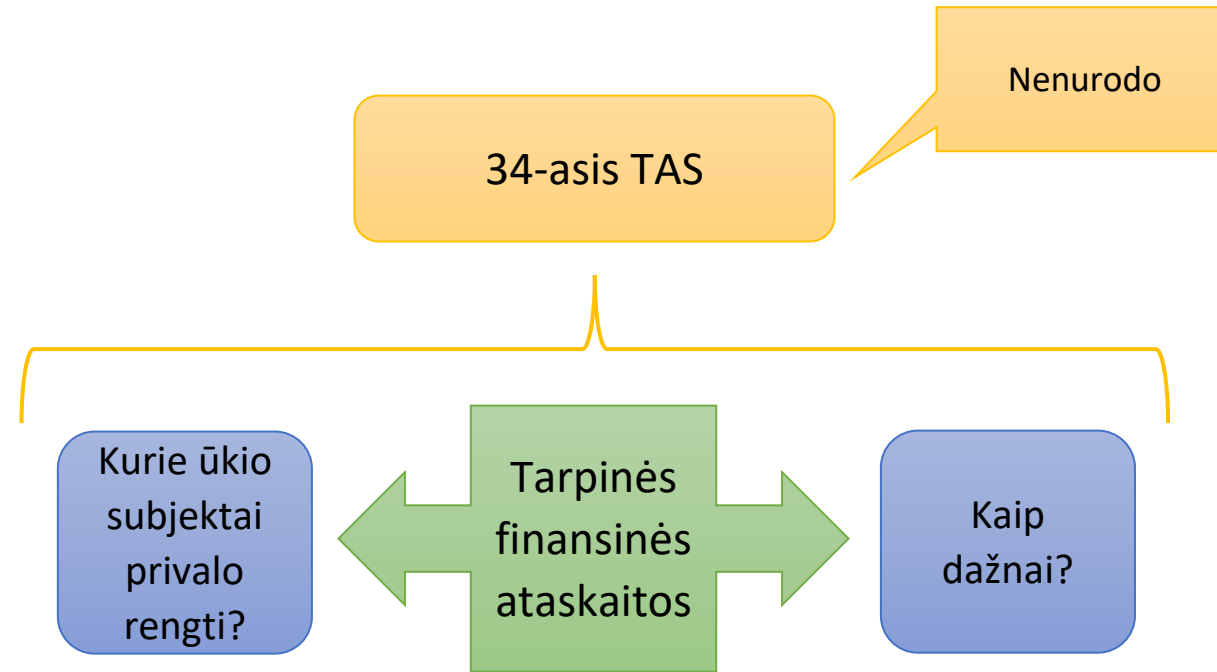 Nenurodo
34-asis TAS
Kurie ūkio
subjektai
privalo
rengti?
Tarpinės
finansinės
ataskaitos
Kaip
dažnai?